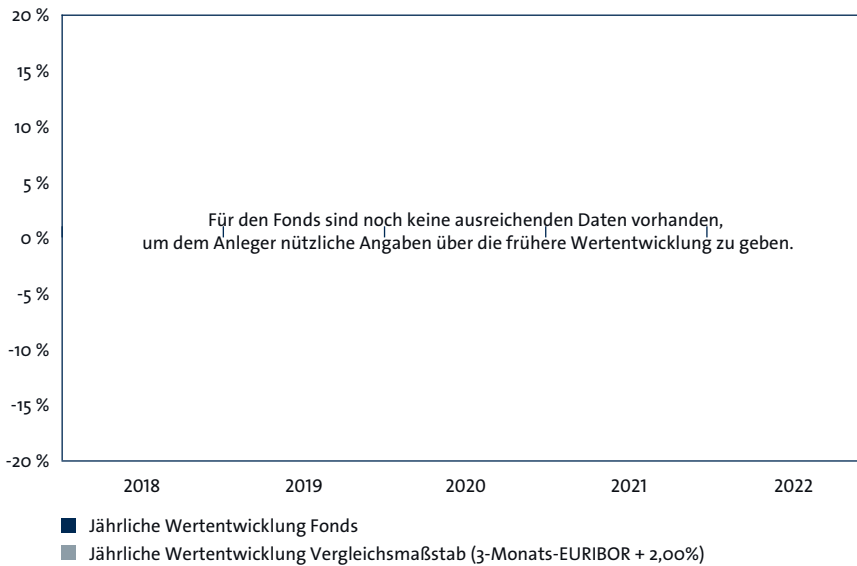 20 %
15 %
10 %
5 %
0 %
-5 %
-10 %
-15 %
-20 %
Für den Fonds sind noch keine ausreichenden Daten vorhanden,
um dem Anleger nützliche Angaben über die frühere Wertentwicklung zu geben.
2018 2019 2020 2021 2022
Jährliche Wertentwicklung Fonds
Jährliche Wertentwicklung Vergleichsmaßstab (3-Monats-EURIBOR + 2,00%)